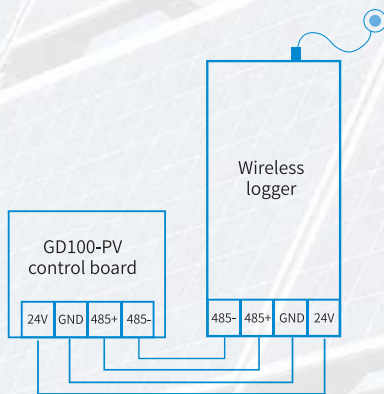 Wireless
logger
GD100-PV
control board
24V GND 485+ 485-
485- 485+ GND 24V